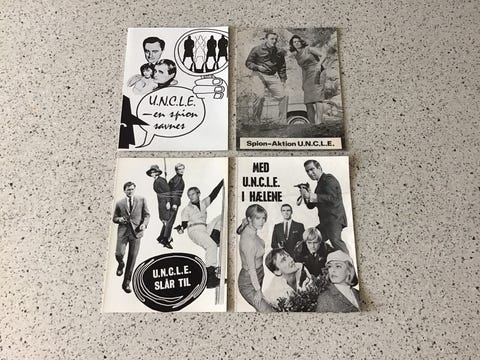 U.N.C.L.E.
— en spion
savnes
Spion-Aktion U.N.C.L.E.
U.N.C.L.E.
SLÅR TIL
MED
U.N.C.L.E.
I HÆLENE